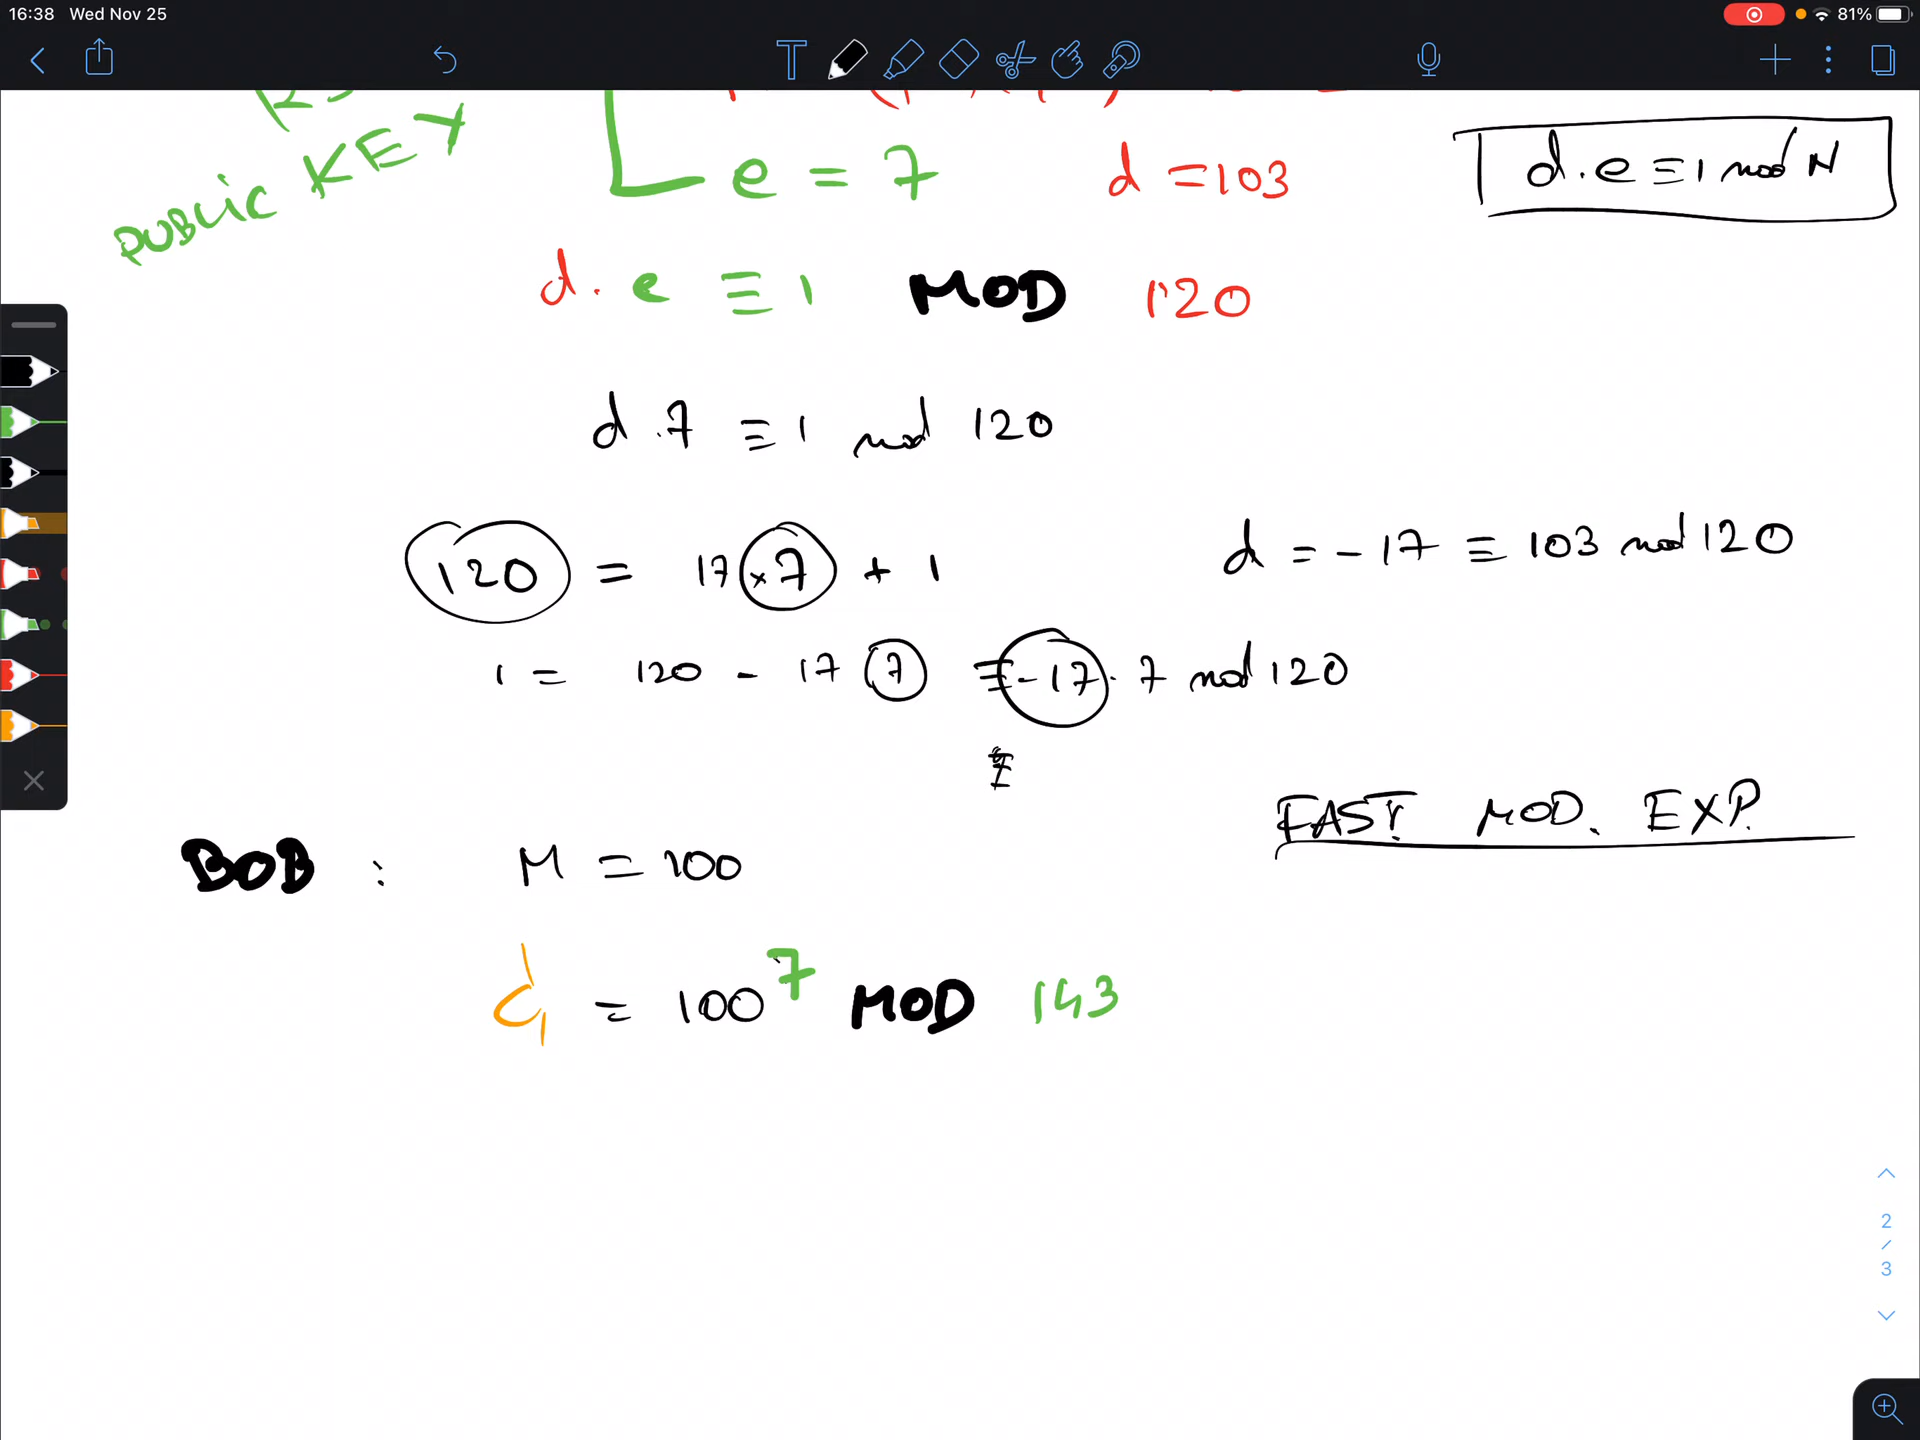 16:38 Wed Nov 25 81%
PUBLIC KEY
e = 7 d = 103
d.e ≡ 1 mod N
d. e ≡ 1 MOD 120
d.7 ≡ 1 mod 120
120 = 17 x 7 + 1
d = -17 ≡ 103 mod 120
1 = 120 - 17 7 ≡ -17. 7 mod 120
FAST MOD. EXP.
BOB : M = 100
= 100^7 MOD 143
2
/
3